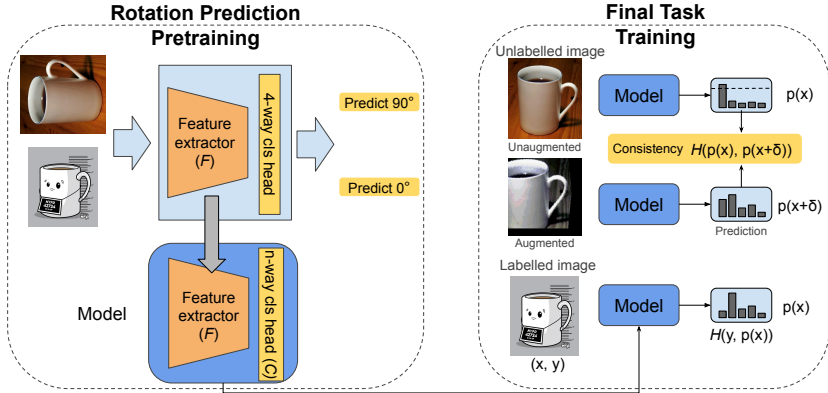 Rotation Prediction
Pretraining
4-way cls head
Feature
extractor
(F)
Predict 90°
Predict 0°
Model
Feature
extractor
(F)
n-way cls head (C)
Final Task
Training
Unlabelled image
Unaugmented
Model
p(x)
Consistency H(p(x), p(x+δ))
Augmented
Model
p(x+δ)
Prediction
Labelled image
(x, y)
Model
p(x)
H(y, p(x))